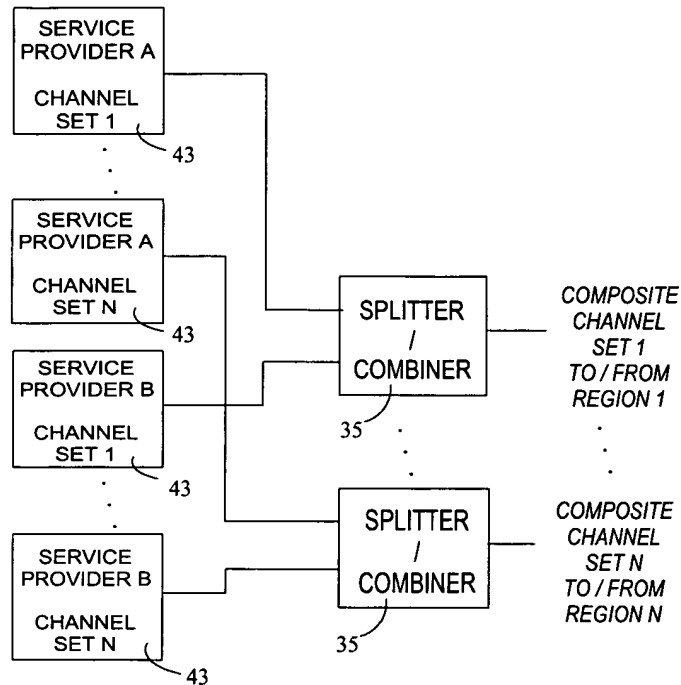 SERVICE
PROVIDER A
CHANNEL
SET 1
43
SERVICE
PROVIDER A
CHANNEL
SET N
43
SERVICE
PROVIDER B
CHANNEL
SET 1
43
SERVICE
PROVIDER B
CHANNEL
SET N
43
SPLITTER
/
COMBINER
35
SPLITTER
/
COMBINER
35
COMPOSITE
CHANNEL
SET 1
TO / FROM
REGION 1
COMPOSITE
CHANNEL
SET N
TO / FROM
REGION N